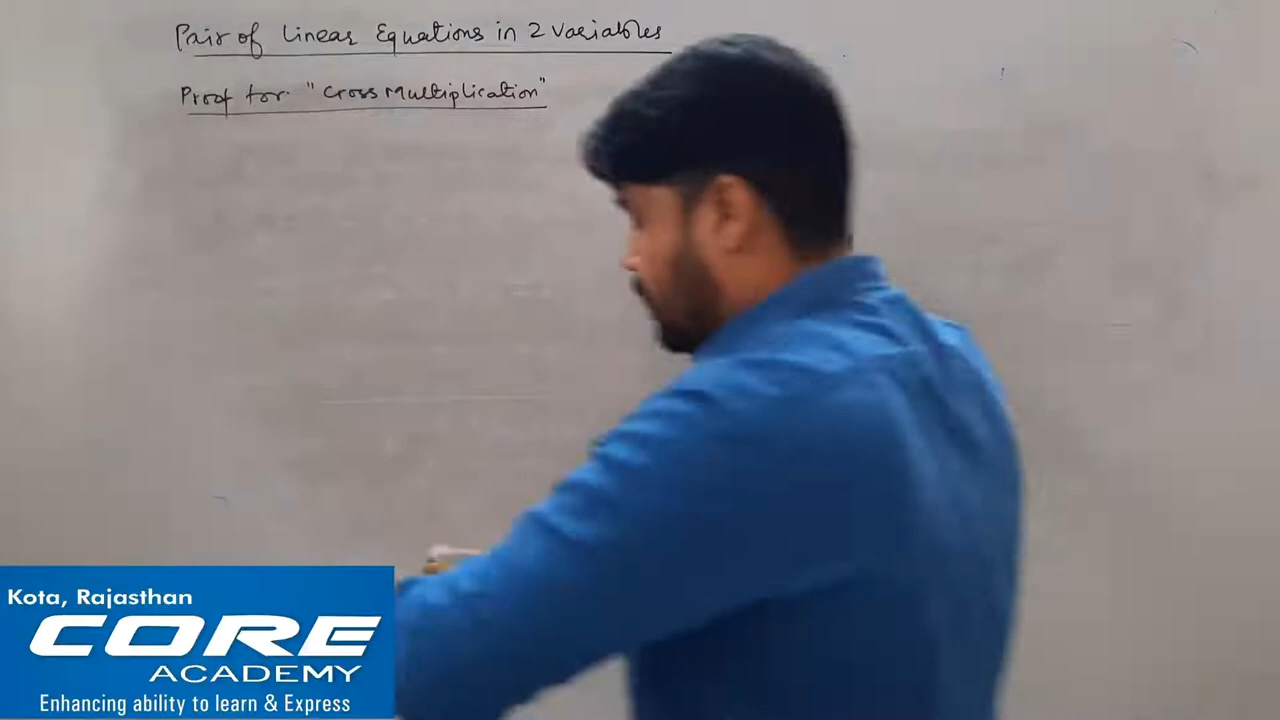 Pair of Linear Equations in 2 variables
Proof for "Cross Multiplication"
Kota, Rajasthan
CORE
ACADEMY
Enhancing ability to learn & Express